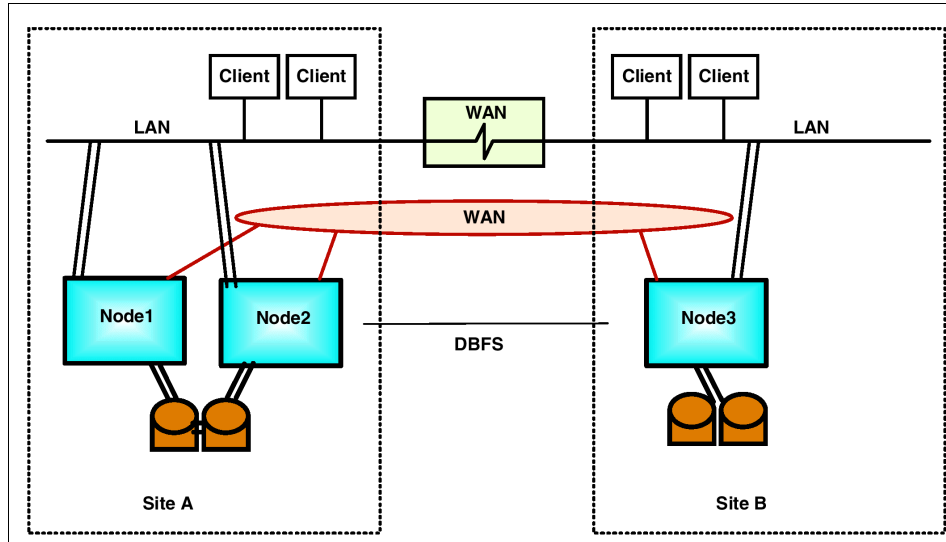 Client Client Client Client
WAN
LAN LAN
WAN
Node1 Node2 Node3
DBFS
Site A Site B